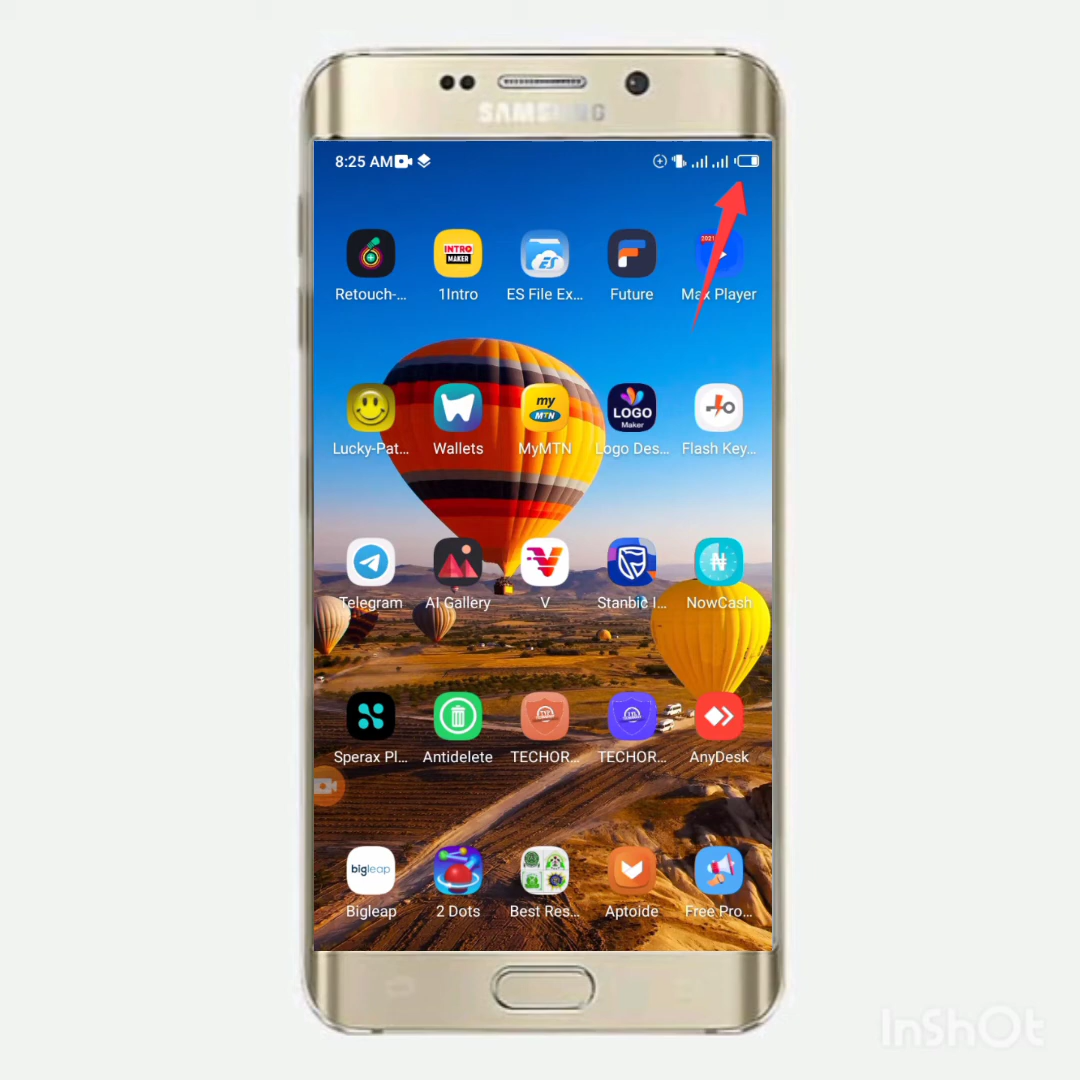 SAMSUNG
8:25 AM
INTRO
MAKER
ES
2021
Retouch-...
1Intro
ES File Ex...
Future
Max Player
my
MTN
LOGO
Maker
Lucky-Pat...
Wallets
MyMTN
Logo Des...
Flash Key...
Telegram
AI Gallery
V
Stanbic I...
NowCash
Sperax Pl...
Antidelete
TECHOR...
TECHOR...
AnyDesk
bigleap
Bigleap
2 Dots
Best Res...
Aptoide
Free Pro...
InShOt